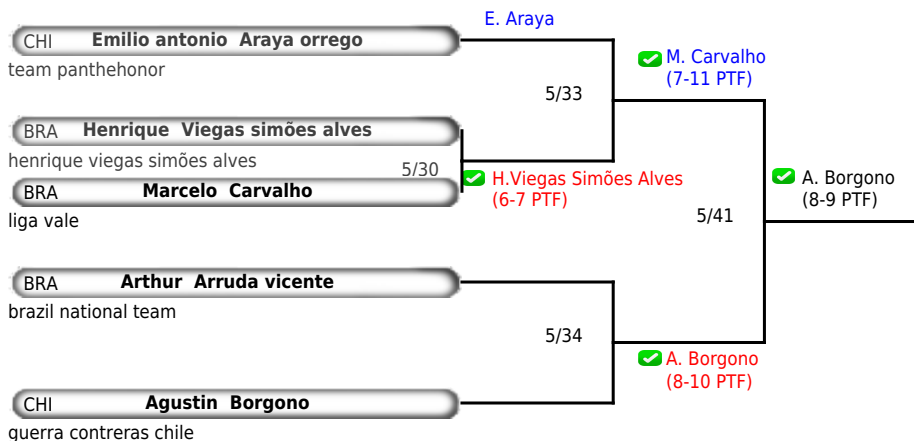 E. Araya
CHI Emilio antonio Araya orrego
team panthehonor
M. Carvalho
(7-11 PTF)
5/33
BRA Henrique Viegas simões alves
henrique viegas simões alves
5/30
H.Viegas Simões Alves
(6-7 PTF)
BRA Marcelo Carvalho
liga vale
A. Borgono
(8-9 PTF)
5/41
BRA Arthur Arruda vicente
brazil national team
5/34
A. Borgono
(8-10 PTF)
CHI Agustin Borgono
guerra contreras chile